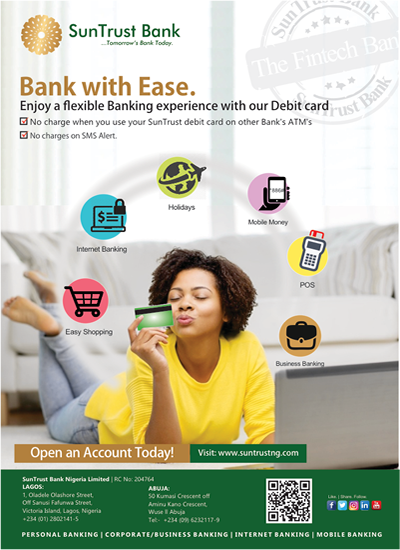 SunTrust Bank
....Tomorrow's Bank Today.
SunTrust Bank
The Fintech Ban
SunTrust Bank
Bank with Ease.
Enjoy a flexible Banking experience with our Debit card
No charge when you use your SunTrust debit card on other Bank's ATM's
No charges on SMS Alert.
Holidays
Mobile Money
Internet Banking
POS
Easy Shopping
Business Banking
Open an Account Today!
Visit: www.suntrustng.com
SunTrust Bank Nigeria Limited | RC No: 204764
LAGOS:
1, Oladele Olashore Street,
Off Sanusi Fafunwa Street,
Victoria Island, Lagos, Nigeria
+234 (01) 2802141-5
ABUJA:
50 Kumasi Crescent off
Aminu Kano Crescent,
Wuse II Abuja
Tel:- +234 (09) 6232117-9
Like | Share Follow
PERSONAL BANKING | CORPORATE/BUSINESS BANKING | INTERNET BANKING | MOBILE BANKING